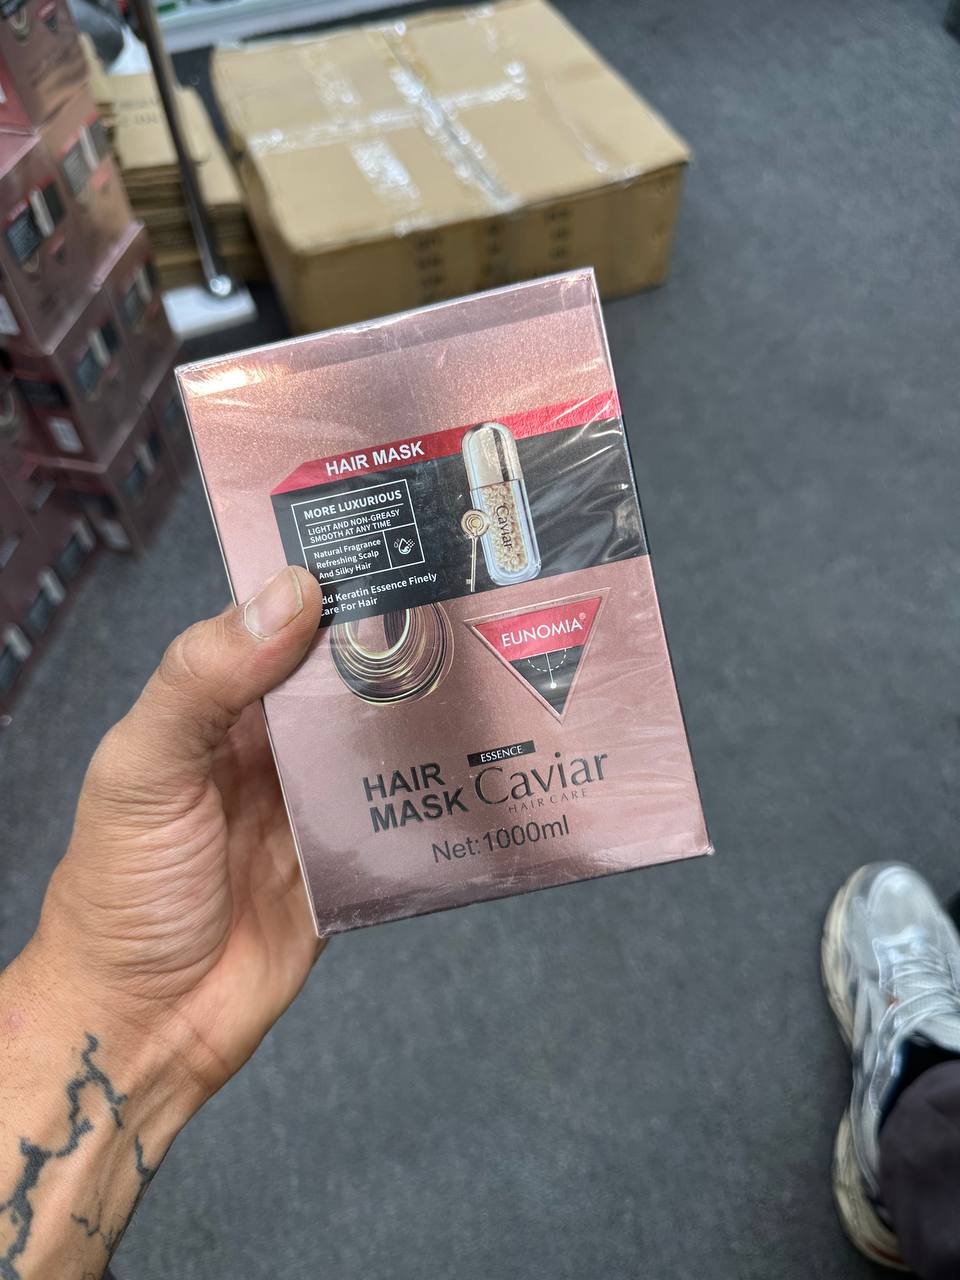 HAIR MASK
MORE LUXURIOUS
LIGHT AND NON-GREASY
SMOOTH AT ANY TIME
Natural Fragrance
Refreshing Scalp
And Silky Hair
dd Keratin Essence Finely
Care For Hair
Caviar
EUNOMIA®
ESSENCE
HAIR
MASK
Caviar
HAIR CARE
Net:1000ml